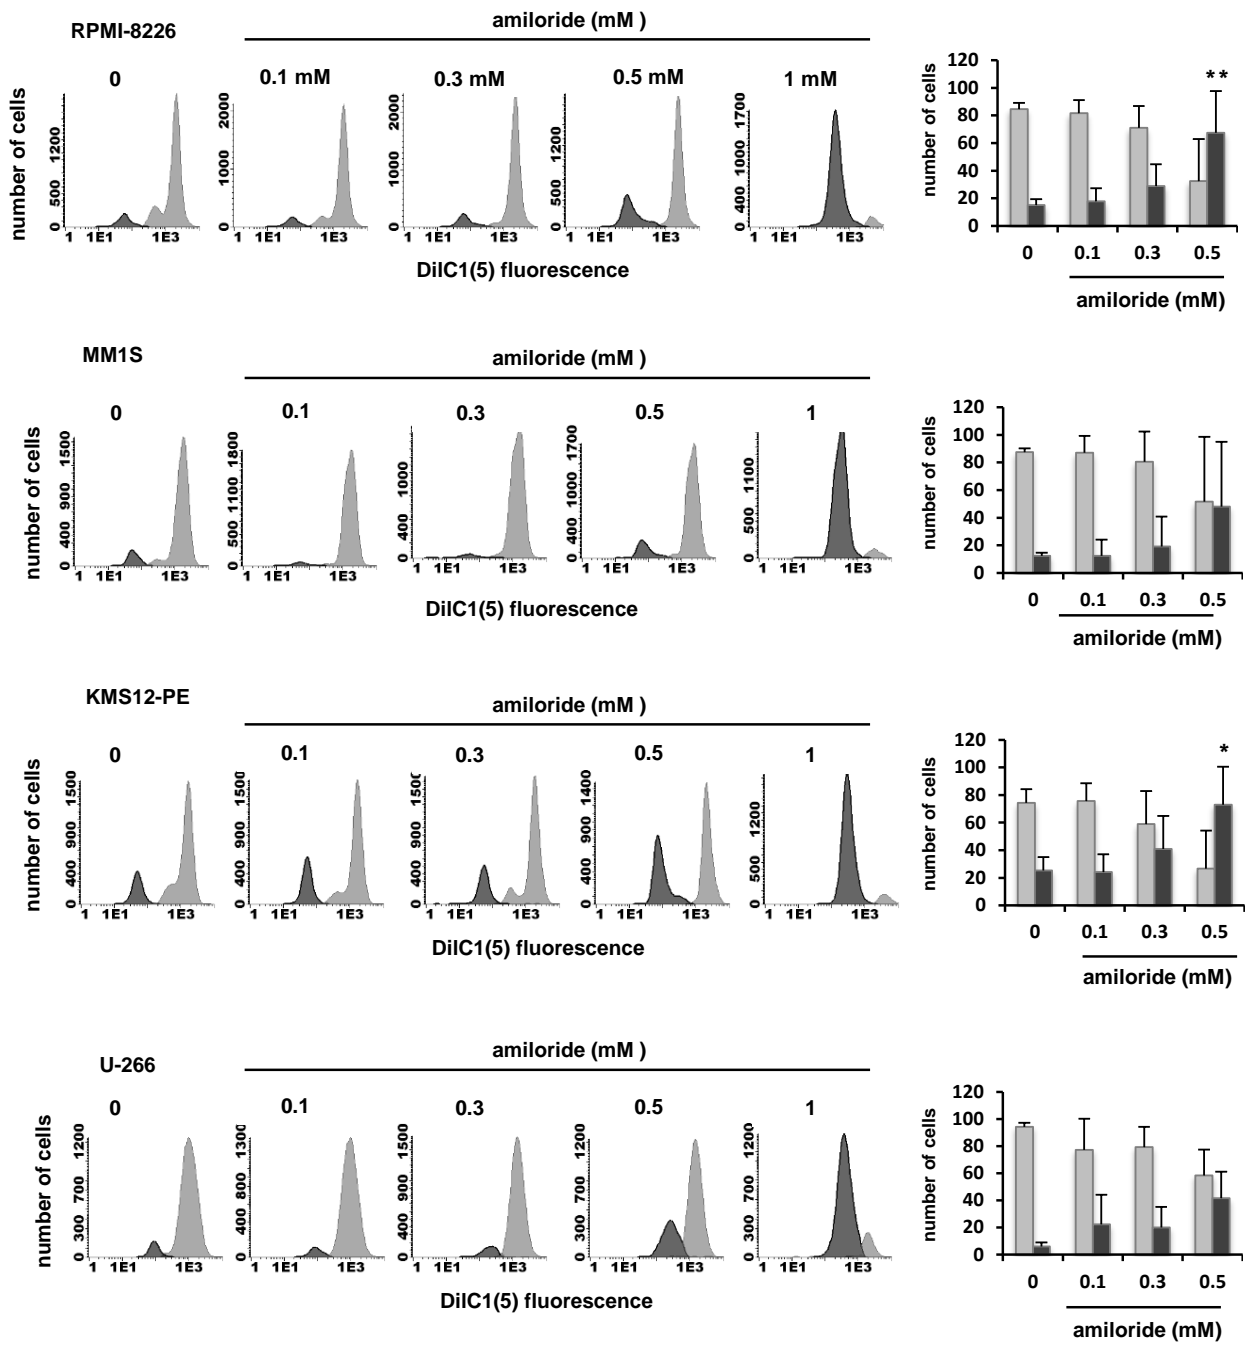 RPMI-8226
amiloride (mM )
0
0.1 mM
0.3 mM
0.5 mM
1 mM
number of cells
0 500 1200
1 1E1 1E3
0 1000 2000
1 1E1 1E3
0 1000 2000
1 1E1 1E3
0 500 1200
1 1E1 1E3
0 400 1000 1700
1 1E1 1E3
DiIC1(5) fluorescence
number of cells
120
100
80
60
40
20
0
**
0 0.1 0.3 0.5
amiloride (mM)
MM1S
amiloride (mM )
0
0.1
0.3
0.5
1
number of cells
0 400 900 1500
1 1E1 1E3
0 500 1100 1800
1 1E1 1E3
0 400 1000
1 1E1 1E3
0 400 1000 1700
1 1E1 1E3
0 500 1100
1 1E1 1E3
DiIC1(5) fluorescence
number of cells
120
100
80
60
40
20
0
0 0.1 0.3 0.5
amiloride (mM)
KMS12-PE
amiloride (mM )
0
0.1
0.3
0.5
1
number of cells
0 400 900 1500
1 1E1 1E3
0 400 900 1500
1 1E1 1E3
0 400 900 1500
1 1E1 1E3
0 400 900 1400
1 1E1 1E3
0 500 1200
1 1E1 1E3
DiIC1(5) fluorescence
number of cells
120
100
80
60
40
20
0
*
0 0.1 0.3 0.5
amiloride (mM)
U-266
amiloride (mM )
0
0.1
0.3
0.5
1
number of cells
0 300 700 1200
1 1E1 1E3
0 400 800 1300
1 1E1 1E3
0 400 900 1500
1 1E1 1E3
0 300 700 1200
1 1E1 1E3
0 300 700 1200
1 1E1 1E3
DiIC1(5) fluorescence
number of cells
120
100
80
60
40
20
0
0 0.1 0.3 0.5
amiloride (mM)